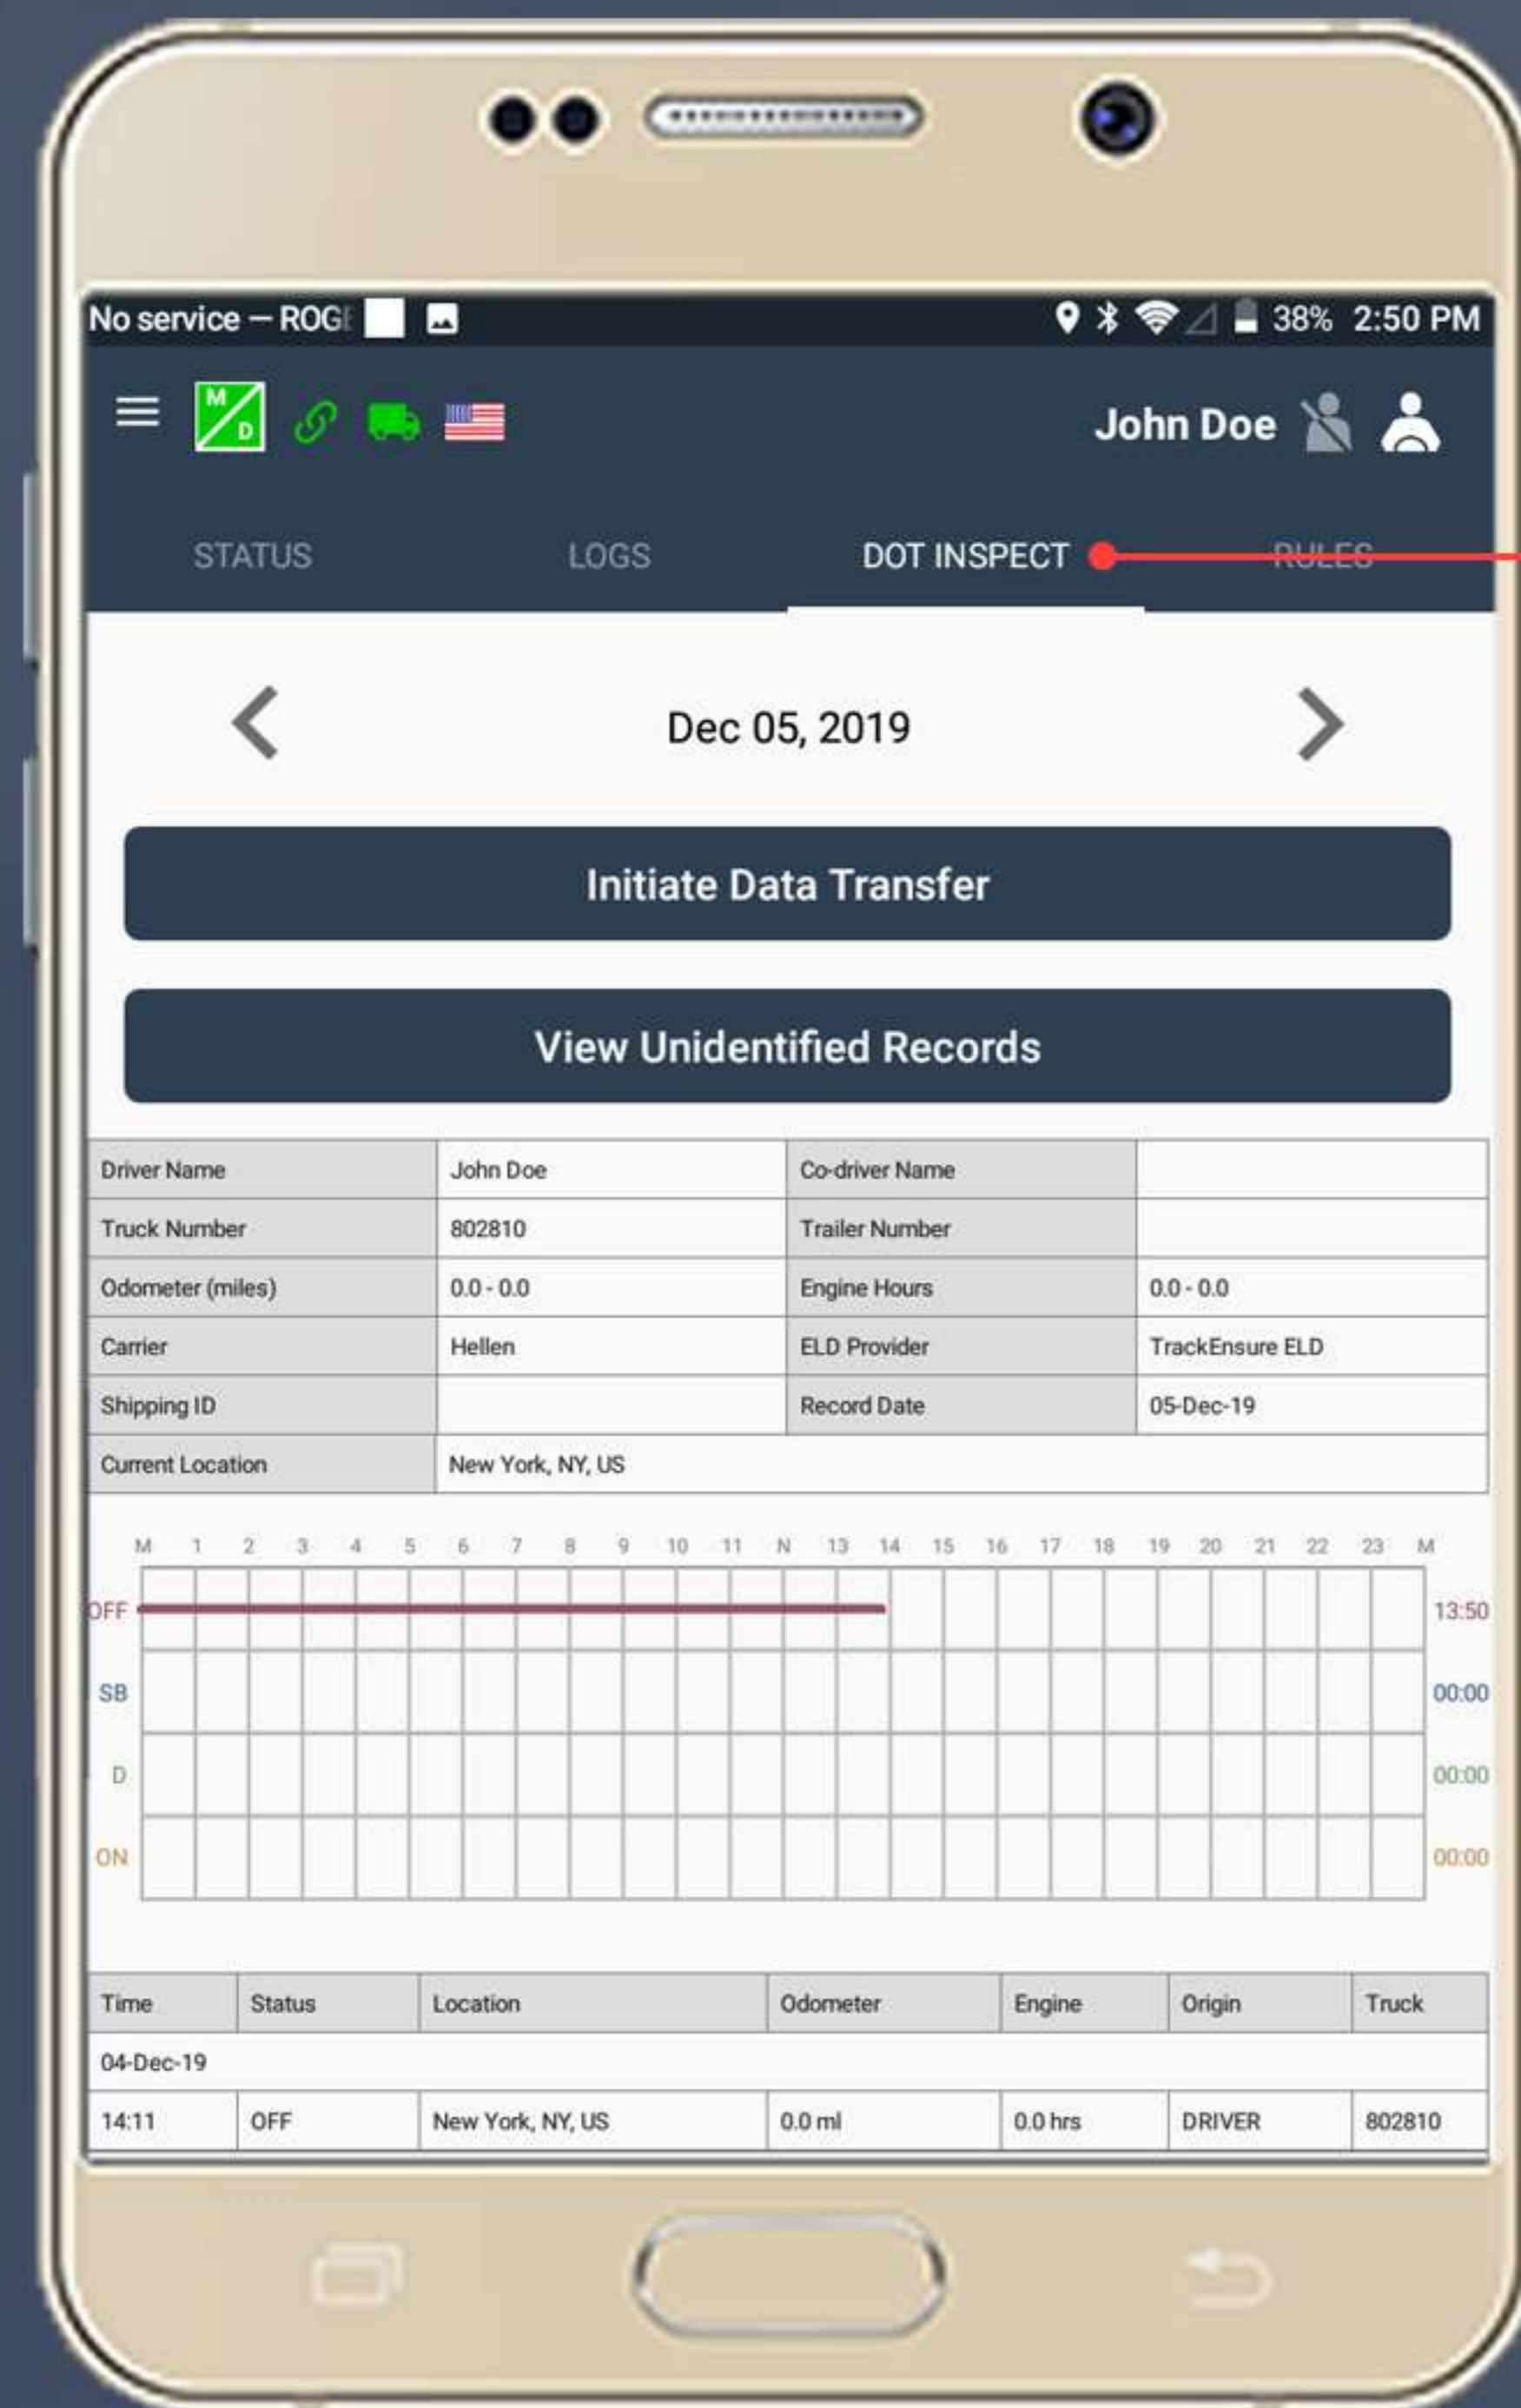 No service — ROG
38% 2:50 PM
M
D
John Doe
STATUS LOGS DOT INSPECT RULES
Dec 05, 2019
Initiate Data Transfer
View Unidentified Records
Driver Name John Doe Co-driver Name
Truck Number 802810 Trailer Number
Odometer (miles) 0.0 - 0.0 Engine Hours 0.0 - 0.0
Carrier Hellen ELD Provider TrackEnsure ELD
Shipping ID Record Date 05-Dec-19
Current Location New York, NY, US
M 1 2 3 4 5 6 7 8 9 10 11 N 13 14 15 16 17 18 19 20 21 22 23 M
OFF 13:50
SB 00:00
D 00:00
ON 00:00
Time Status Location Odometer Engine Origin Truck
04-Dec-19
14:11 OFF New York, NY, US 0.0 ml 0.0 hrs DRIVER 802810